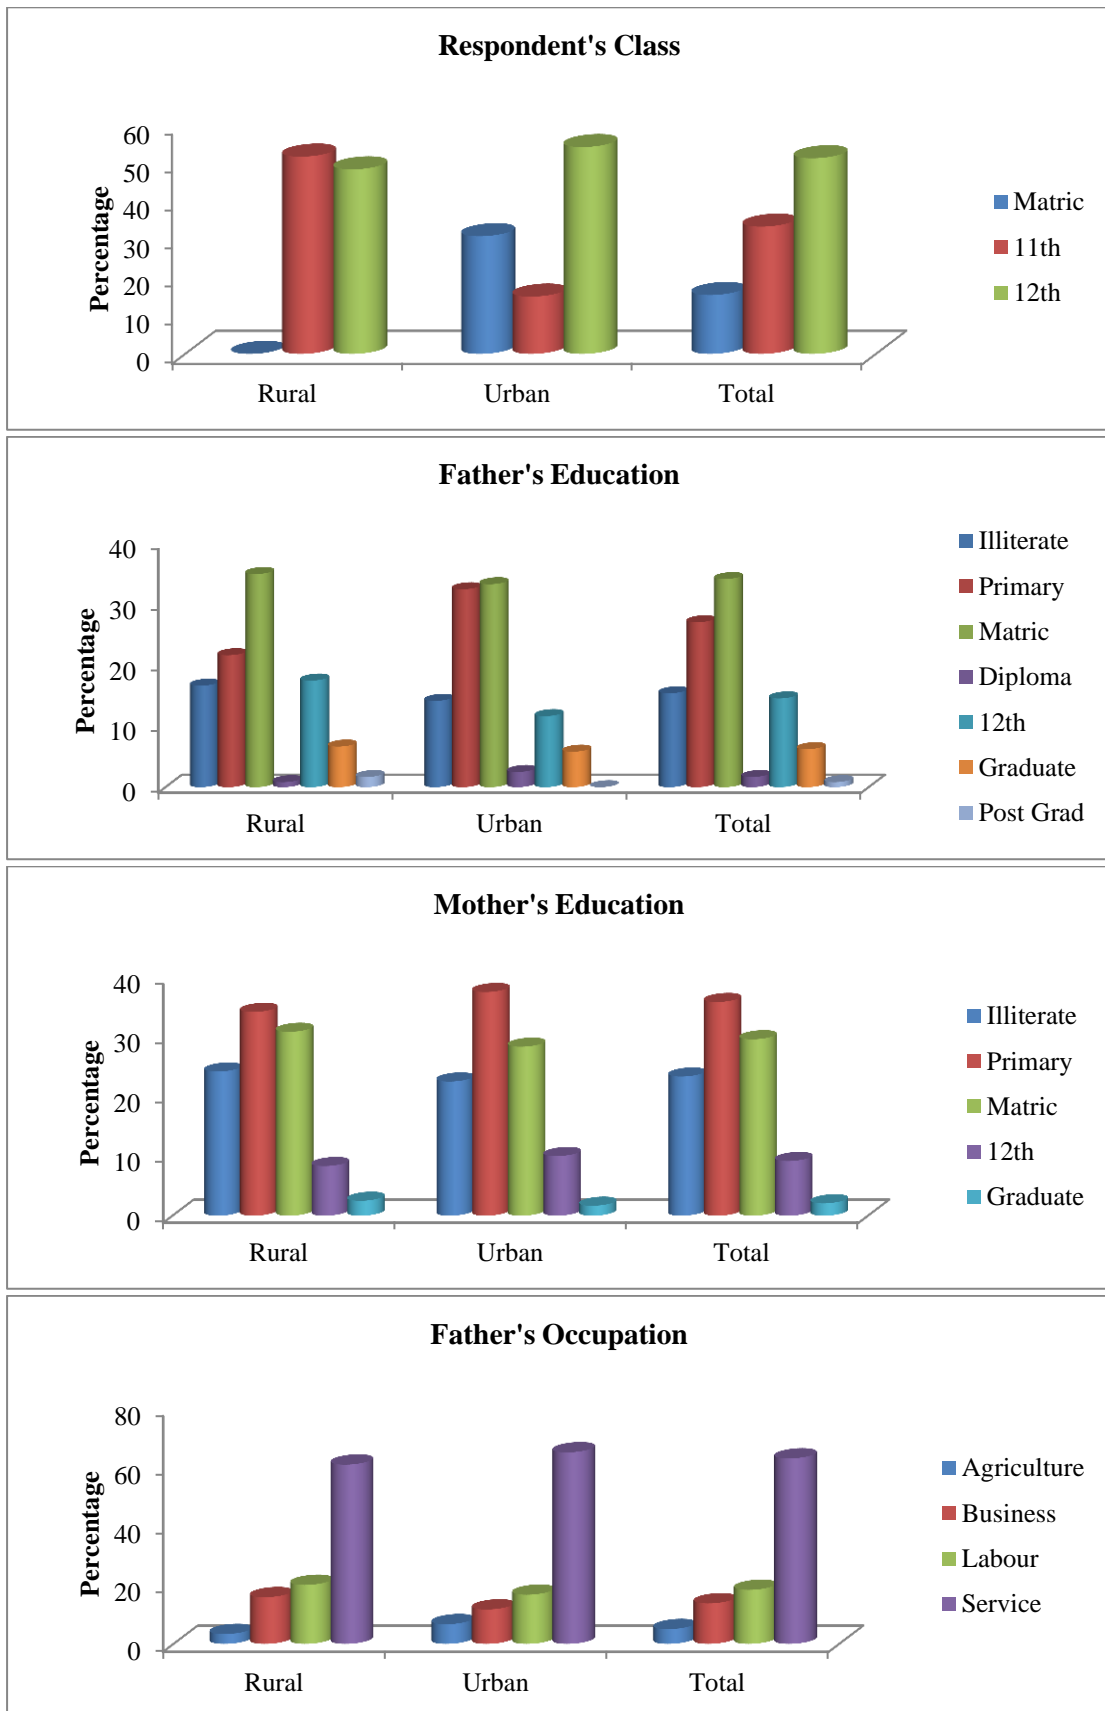 Respondent's Class
Percentage
60
50
40
30
20
10
0
Rural
Urban
Total
Matric
11th
12th
Father's Education
Percentage
40
30
20
10
0
Rural
Urban
Total
Illiterate
Primary
Matric
Diploma
12th
Graduate
Post Grad
Mother's Education
Percentage
40
30
20
10
0
Rural
Urban
Total
Illiterate
Primary
Matric
12th
Graduate
Father's Occupation
Percentage
80
60
40
20
0
Rural
Urban
Total
Agriculture
Business
Labour
Service